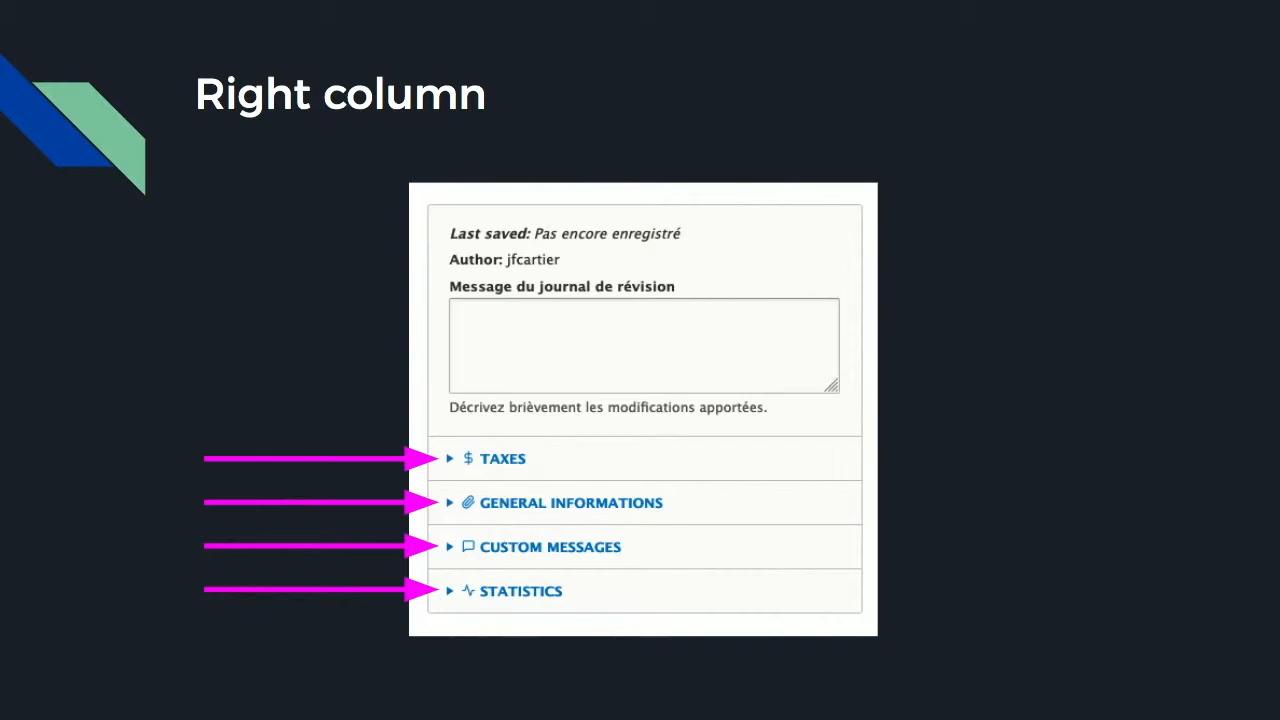 Right column
Last saved: Pas encore enregistré
Author: jfcartier
Message du journal de révision
Décrivez brièvement les modifications apportées.
TAXES
GENERAL INFORMATIONS
CUSTOM MESSAGES
STATISTICS